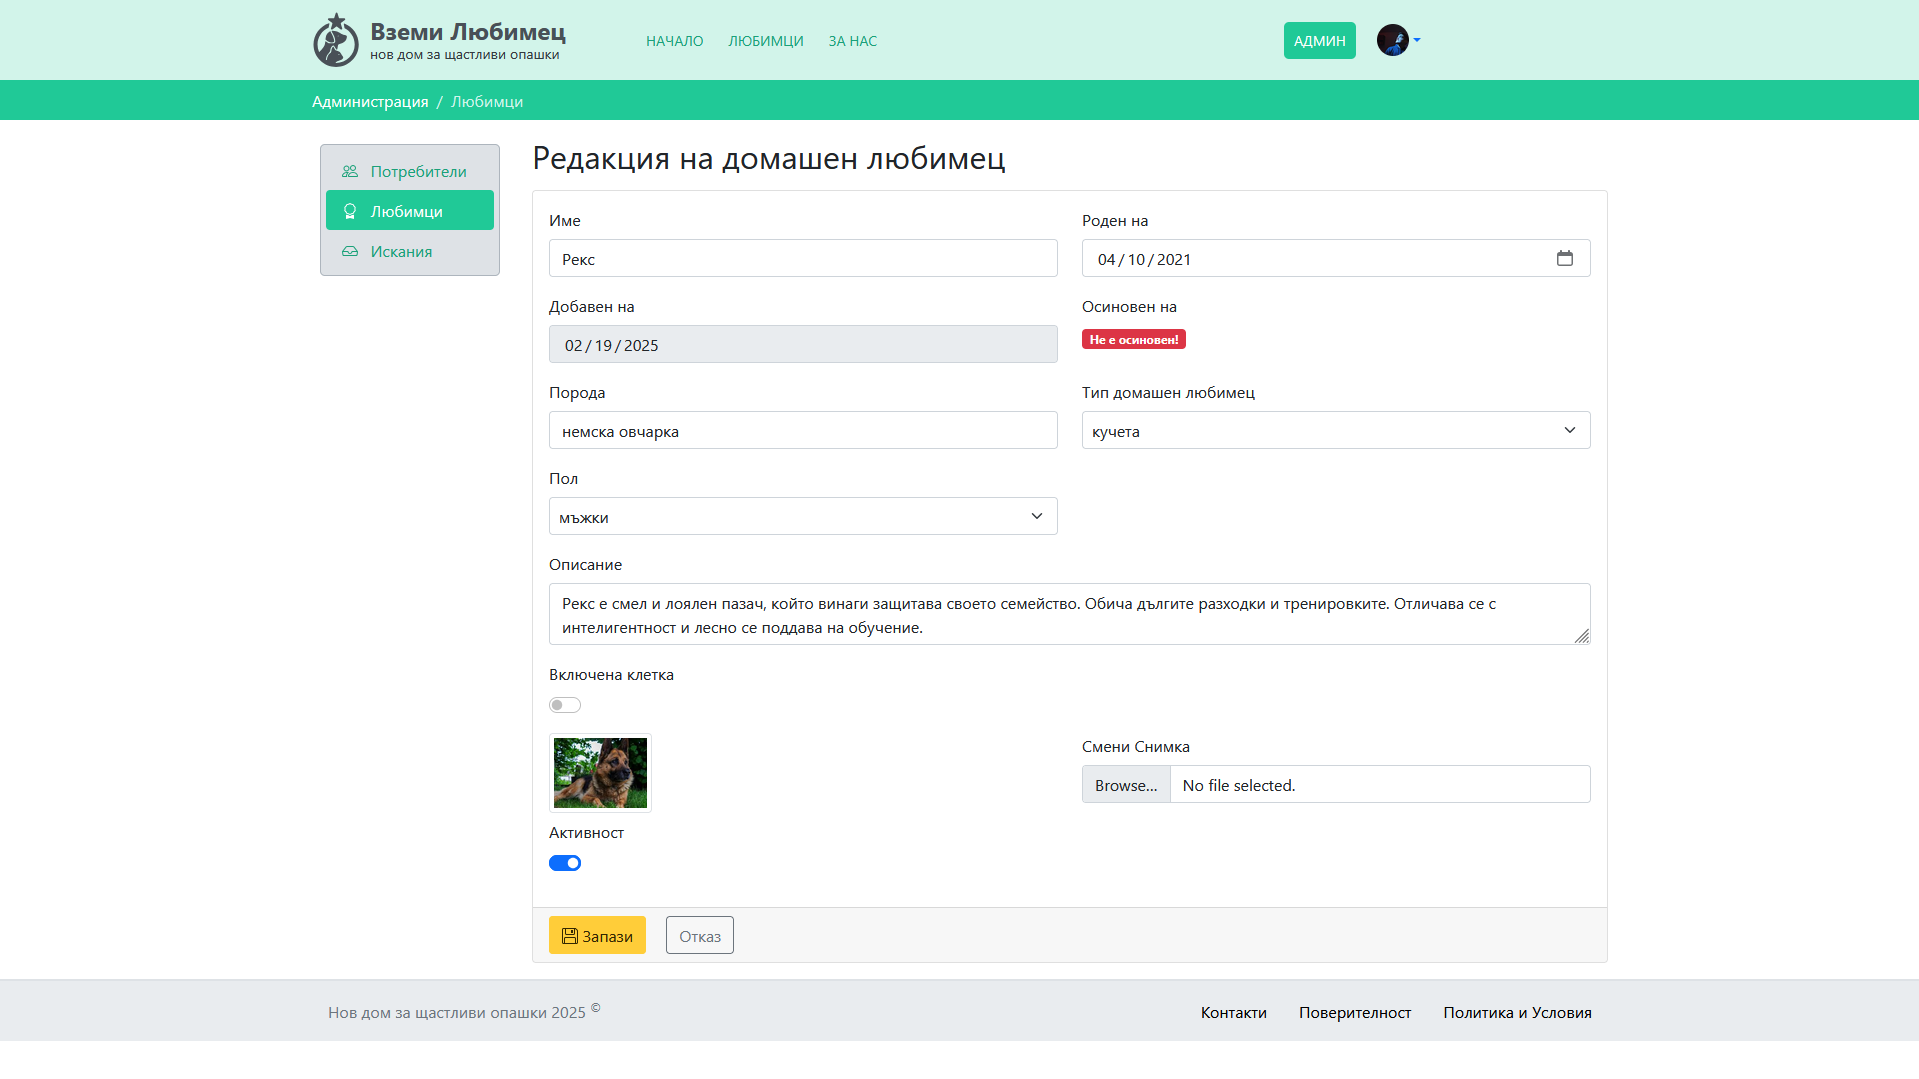 Вземи Любимец
нов дом за щастливи опашки
НАЧАЛО ЛЮБИМЦИ ЗА НАС
АДМИН
Администрация / Любимци
Потребители
Любимци
Искания
Редакция на домашен любимец
Име
Рекс
Роден на
04 / 10 / 2021
Добавен на
02 / 19 / 2025
Осиновен на
Не е осиновен!
Порода
немска овчарка
Тип домашен любимец
кучета
Пол
мъжки
Описание
Рекс е смел и лоялен пазач, който винаги защитава своето семейство. Обича дългите разходки и тренировките. Отличава се с
интелигентност и лесно се поддава на обучение.
Включена клетка
Смени Снимка
Browse... No file selected.
Активност
Запази
Отказ
Нов дом за щастливи опашки 2025 ©
Контакти Поверителност Политика и Условия